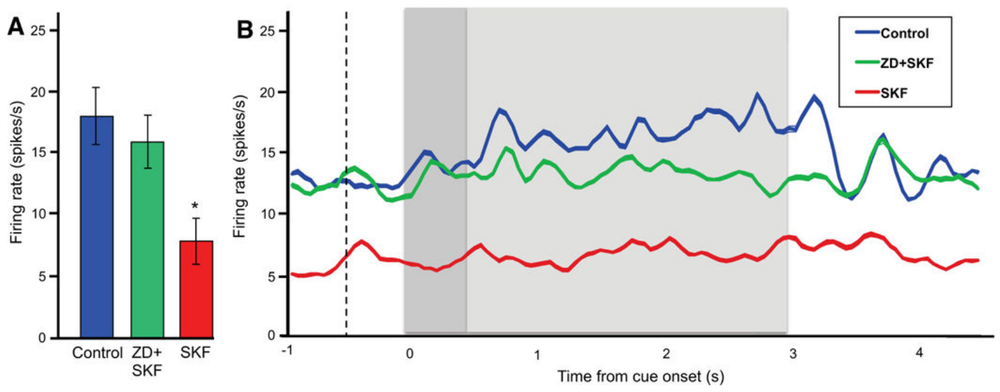 A
Firing rate (spikes/s)
25
20
15
10
5
0
*
Control ZD+ SKF
SKF
B
Firing rate (spikes/s)
25
20
15
10
5
0
-1 0 1 2 3 4
Time from cue onset (s)
Control
ZD+SKF
SKF